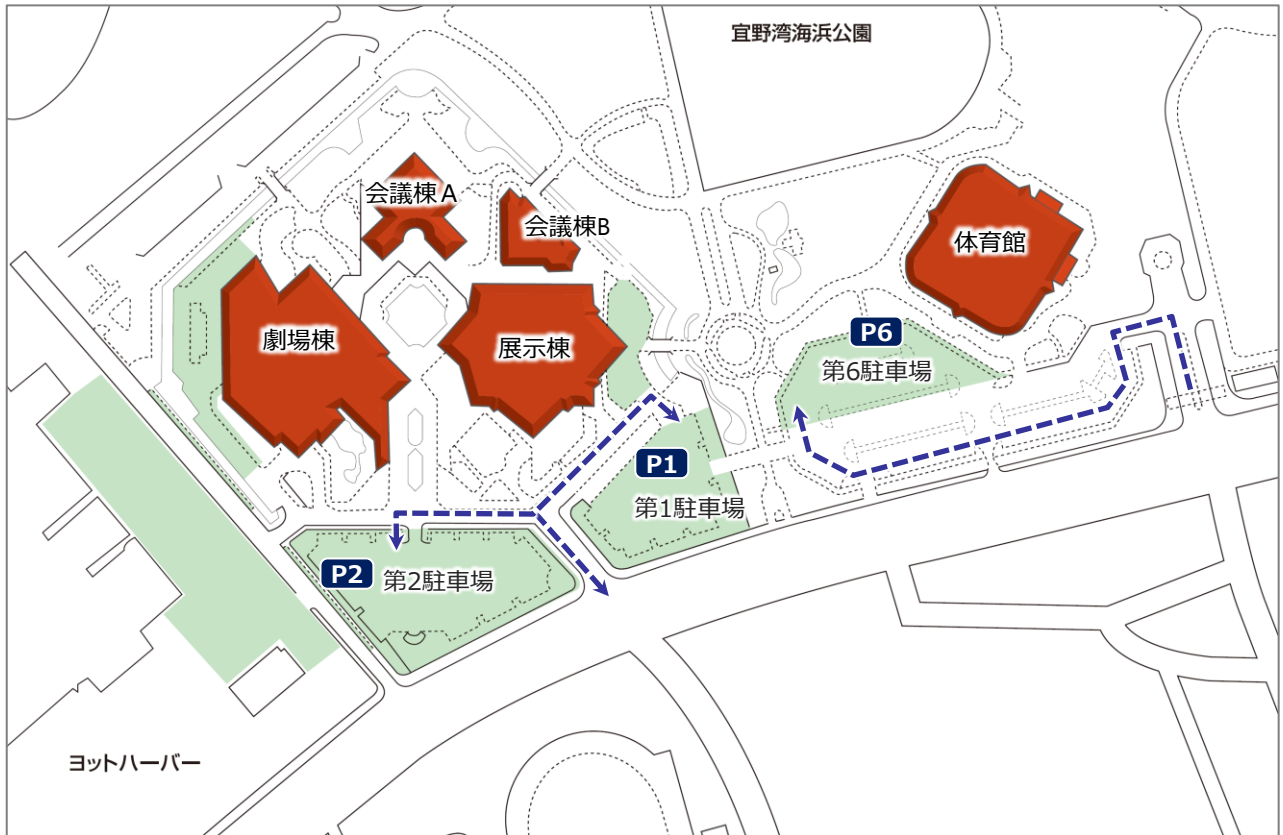 宜野湾海浜公園
会議棟A
会議棟B
体育館
劇場棟
展示棟
P6
第6駐車場
P1
第1駐車場
P2
第2駐車場
ヨットハーバー